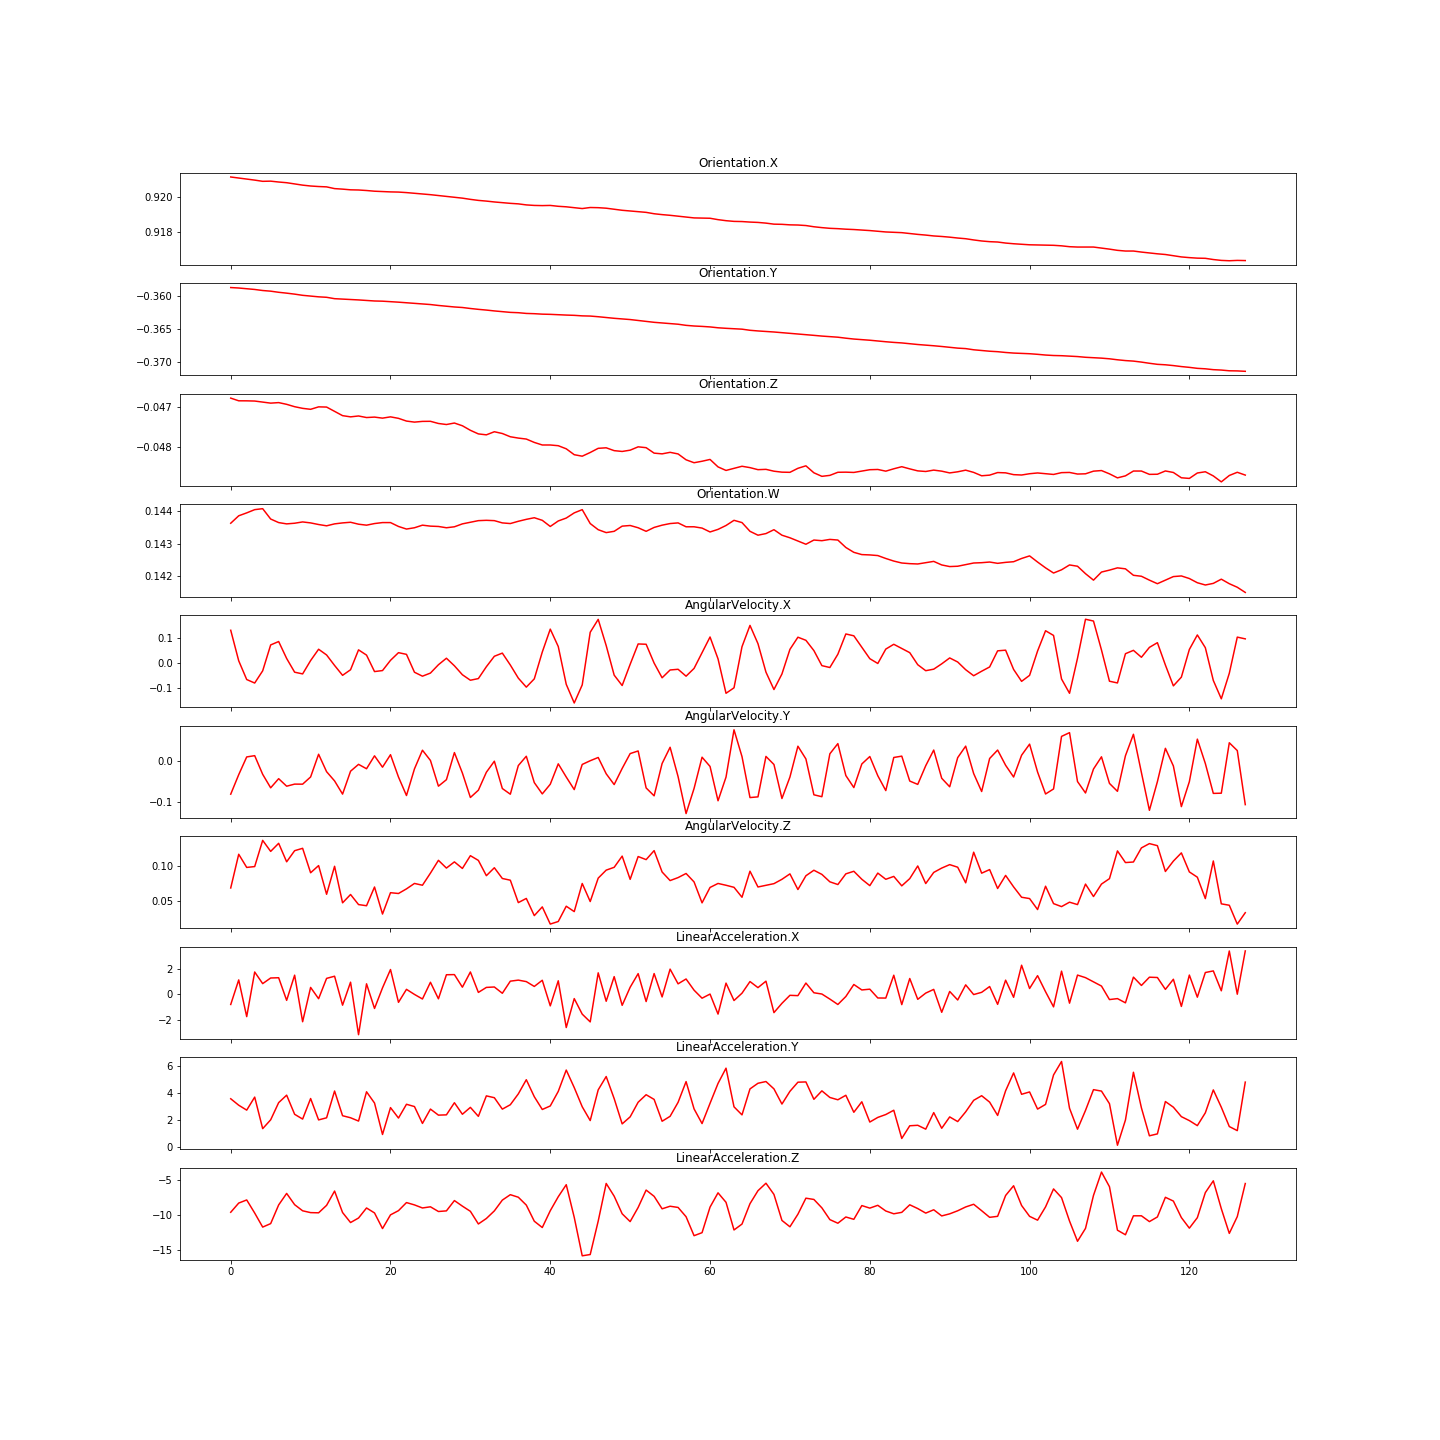 Orientation.X
0.920
0.918
Orientation.Y
−0.360
−0.365
−0.370
Orientation.Z
−0.047
−0.048
Orientation.W
0.144
0.143
0.142
AngularVelocity.X
0.1
0.0
−0.1
AngularVelocity.Y
0.0
−0.1
AngularVelocity.Z
0.10
0.05
LinearAcceleration.X
2
0
−2
LinearAcceleration.Y
6
4
2
0
LinearAcceleration.Z
−5
−10
−15
0 20 40 60 80 100 120